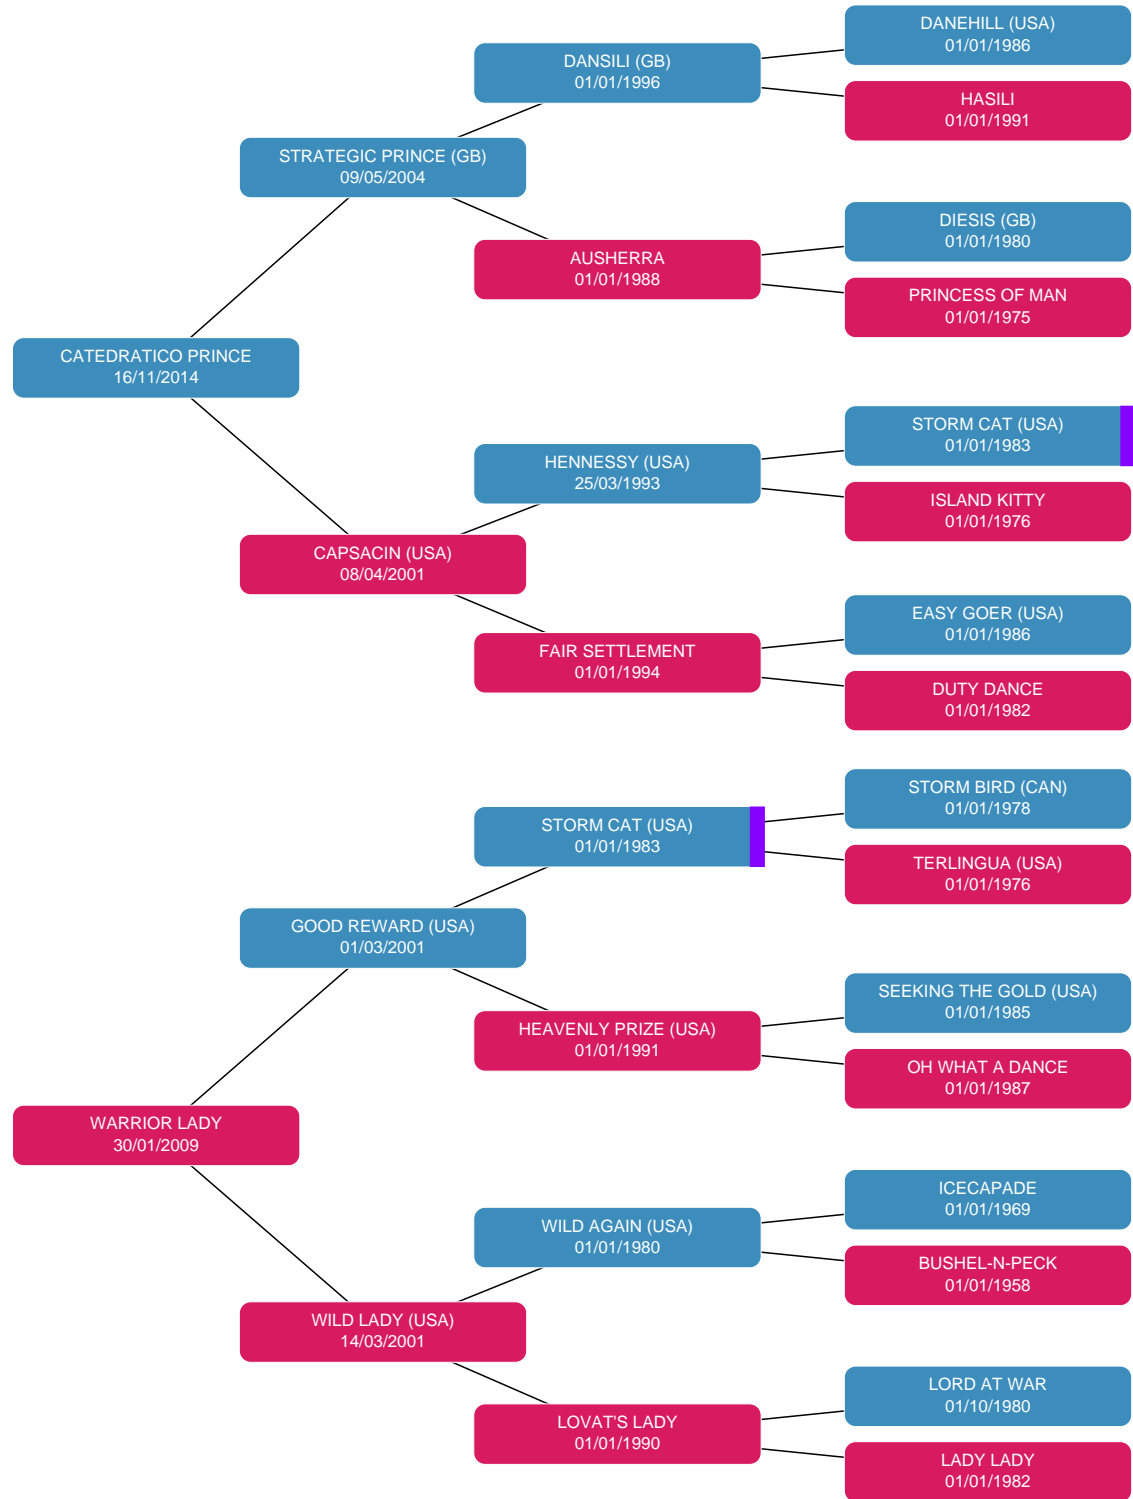 DANEHILL (USA)
01/01/1986
DANSILI (GB)
01/01/1996
HASILI
01/01/1991
STRATEGIC PRINCE (GB)
09/05/2004
DIESIS (GB)
01/01/1980
AUSHERRA
01/01/1988
PRINCESS OF MAN
01/01/1975
CATEDRATICO PRINCE
16/11/2014
STORM CAT (USA)
01/01/1983
HENNESSY (USA)
25/03/1993
ISLAND KITTY
01/01/1976
CAPSACIN (USA)
08/04/2001
EASY GOER (USA)
01/01/1986
FAIR SETTLEMENT
01/01/1994
DUTY DANCE
01/01/1982
STORM BIRD (CAN)
01/01/1978
STORM CAT (USA)
01/01/1983
TERLINGUA (USA)
01/01/1976
GOOD REWARD (USA)
01/03/2001
SEEKING THE GOLD (USA)
01/01/1985
HEAVENLY PRIZE (USA)
01/01/1991
OH WHAT A DANCE
01/01/1987
WARRIOR LADY
30/01/2009
ICECAPADE
01/01/1969
WILD AGAIN (USA)
01/01/1980
BUSHEL-N-PECK
01/01/1958
WILD LADY (USA)
14/03/2001
LORD AT WAR
01/10/1980
LOVAT'S LADY
01/01/1990
LADY LADY
01/01/1982